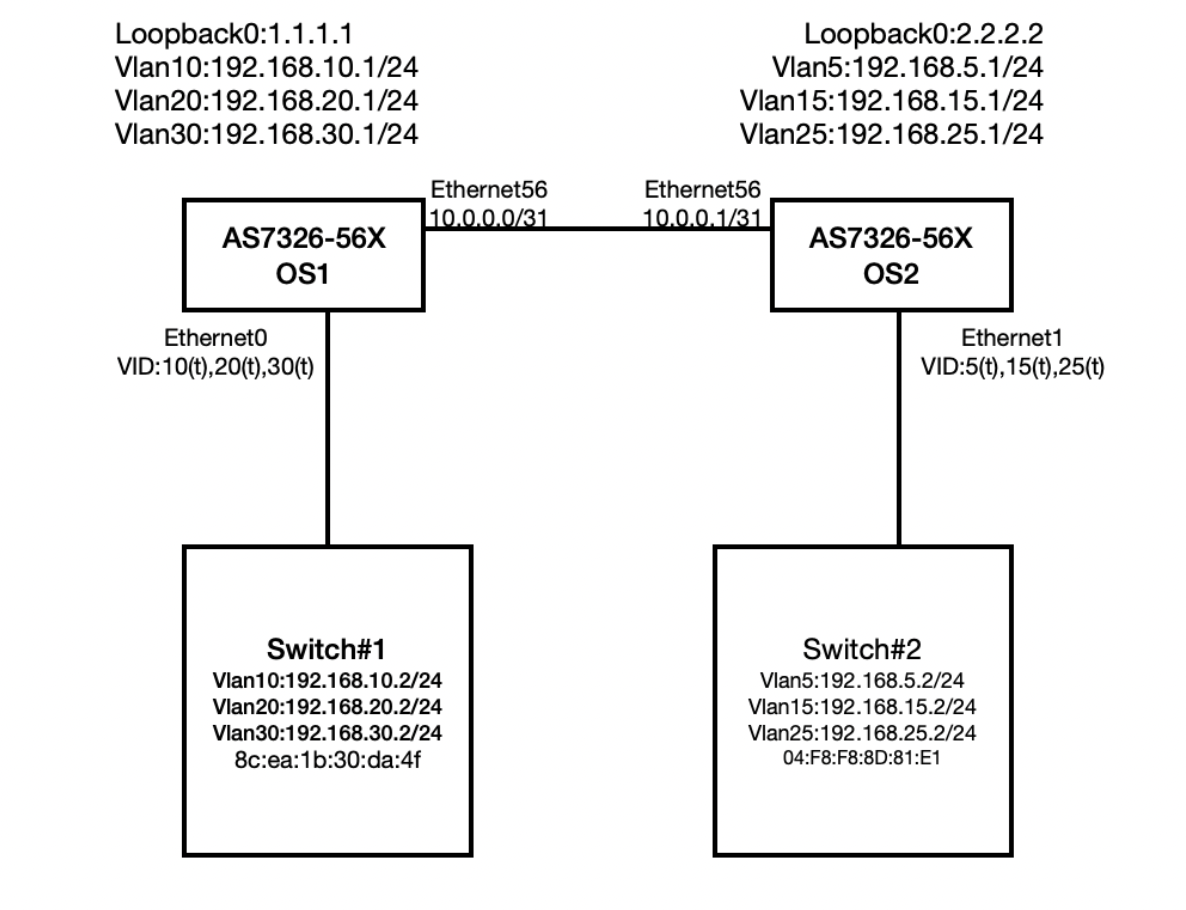 Loopback0:1.1.1.1
Vlan10:192.168.10.1/24
Vlan20:192.168.20.1/24
Vlan30:192.168.30.1/24
Loopback0:2.2.2.2
Vlan5:192.168.5.1/24
Vlan15:192.168.15.1/24
Vlan25:192.168.25.1/24
Ethernet56
10.0.0.0/31
Ethernet56
10.0.0.1/31
AS7326-56X
OS1
AS7326-56X
OS2
Ethernet0
VID:10(t),20(t),30(t)
Ethernet1
VID:5(t),15(t),25(t)
Switch#1
Vlan10:192.168.10.2/24
Vlan20:192.168.20.2/24
Vlan30:192.168.30.2/24
8c:ea:1b:30:da:4f
Switch#2
Vlan5:192.168.5.2/24
Vlan15:192.168.15.2/24
Vlan25:192.168.25.2/24
04:F8:F8:8D:81:E1